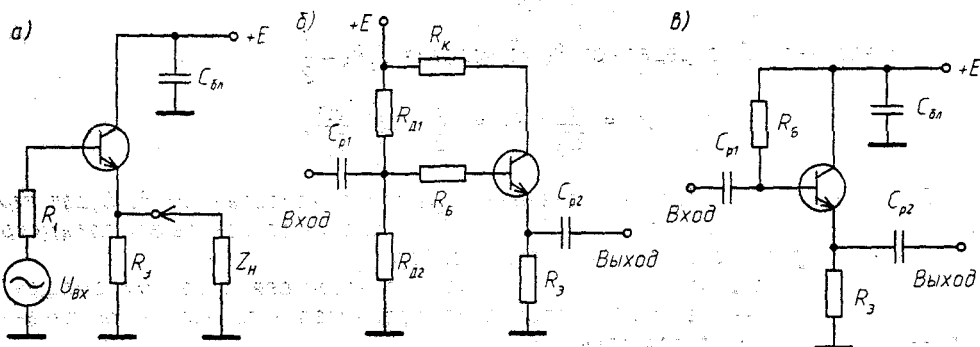 а)
+E
C_бл
R_1
U_вх
R_э
Z_н
б)
+E
R_к
R_д1
C_р1
R_б
Вход
R_д2
C_р2
Выход
R_э
в)
+E
R_б
C_бл
C_р1
Вход
C_р2
Выход
R_э